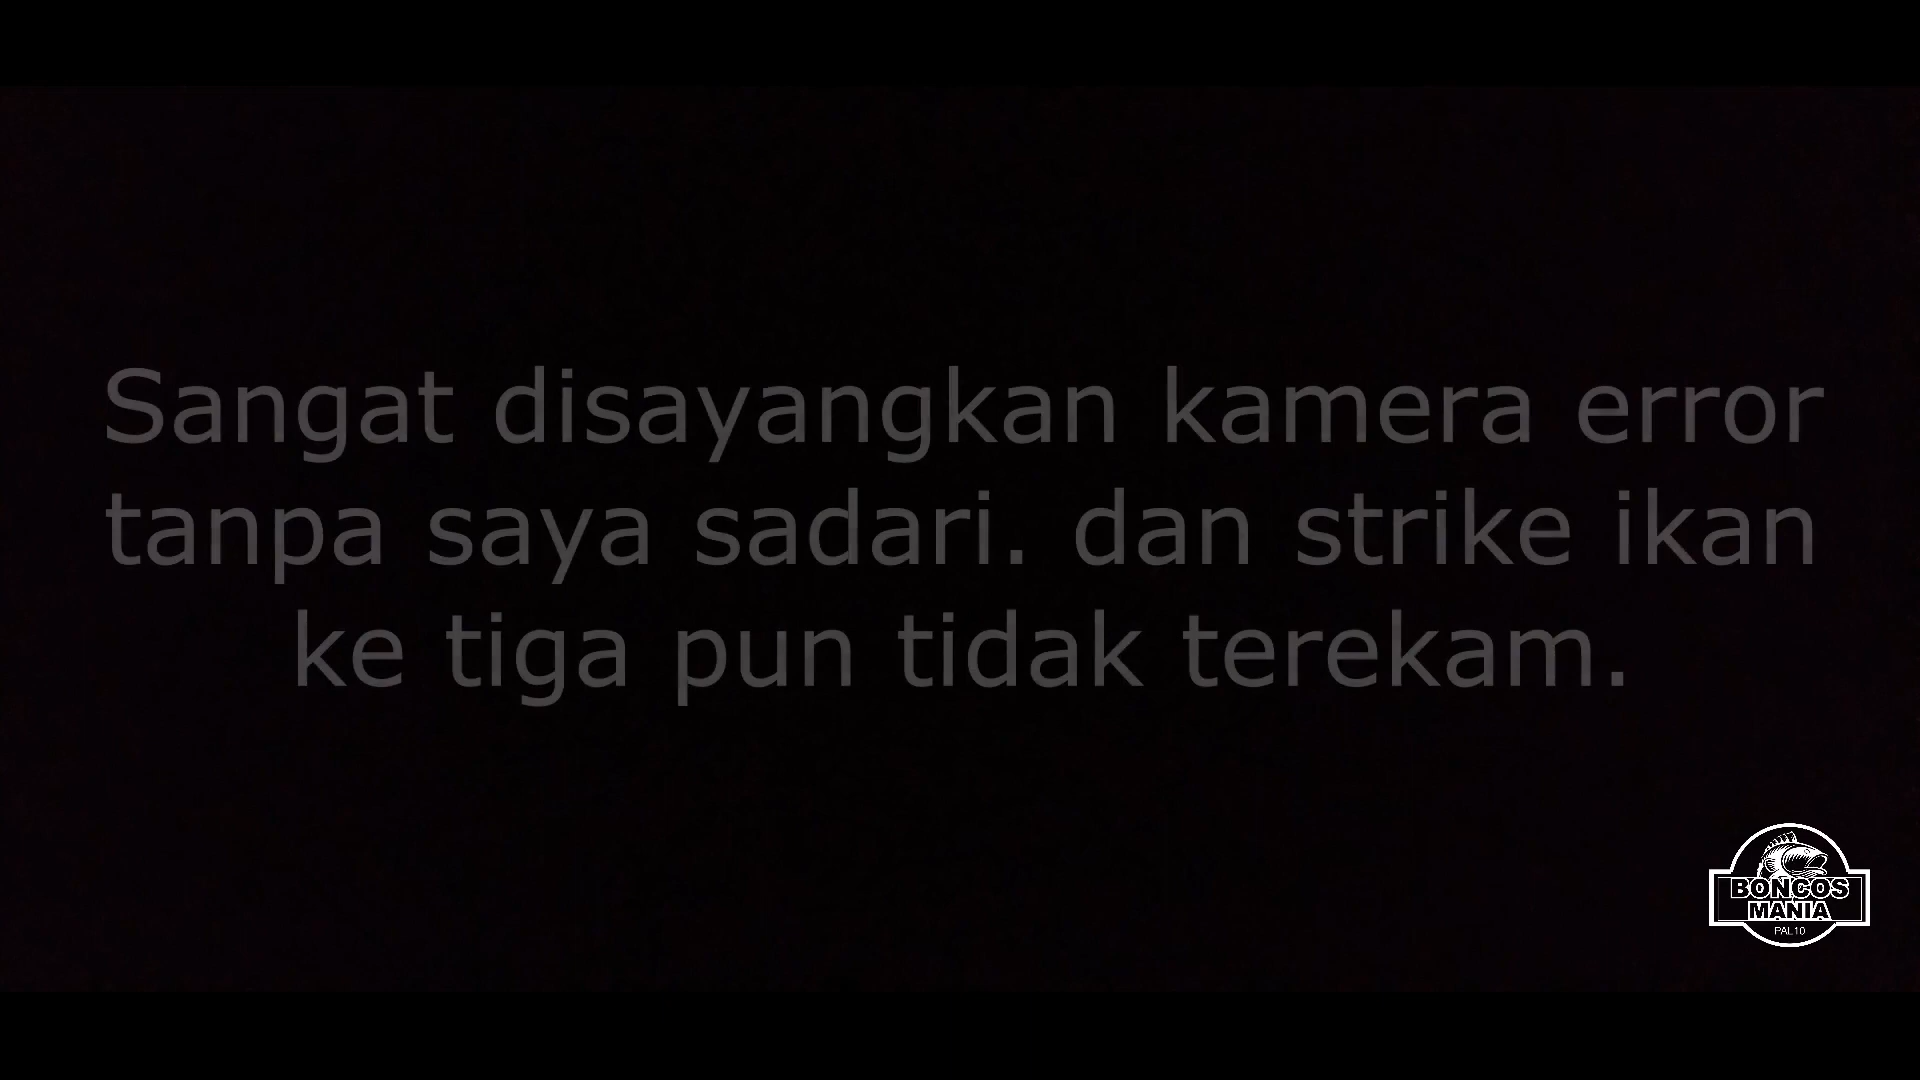 Sangat disayangkan kamera error
tanpa saya sadari. dan strike ikan
ke tiga pun tidak terekam.
BONCOS
MANIA
PAL10